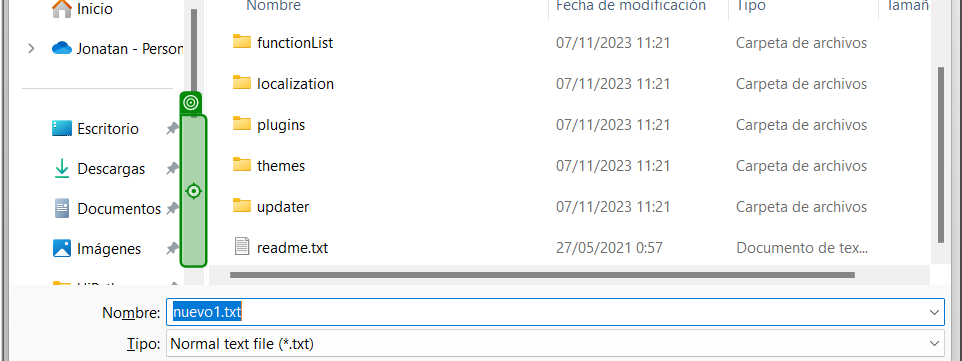 Nombre Fecha de modificación Tipo Tamañ
Inicio
Jonatan - Person
functionList 07/11/2023 11:21 Carpeta de archivos
localization 07/11/2023 11:21 Carpeta de archivos
Escritorio plugins 07/11/2023 11:21 Carpeta de archivos
Descargas themes 07/11/2023 11:21 Carpeta de archivos
Documentos updater 07/11/2023 11:21 Carpeta de archivos
Imágenes readme.txt 27/05/2021 0:57 Documento de tex...
Nombre: nuevo1.txt
Tipo: Normal text file (*.txt)